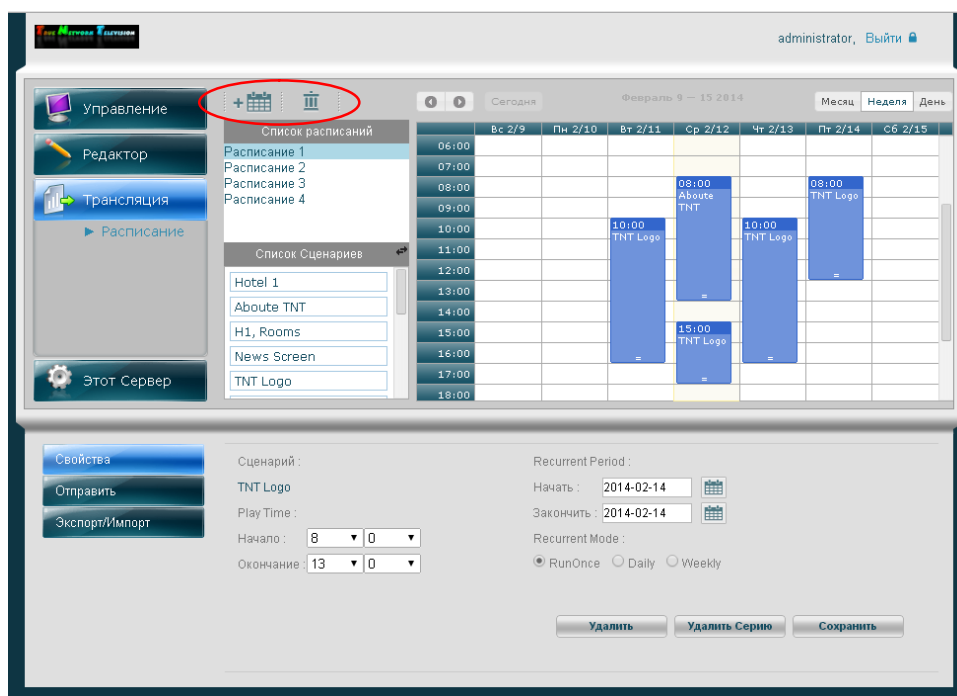 True Network Television
administrator, Выйти
Управление
Редактор
Трансляция
Расписание
Этот Сервер
+
Список расписаний
Расписание 1
Расписание 2
Расписание 3
Расписание 4
Список Сценариев
Hotel 1
Aboute TNT
H1, Rooms
News Screen
TNT Logo
Сегодня
Февраль 9 — 15 2014
Месяц Неделя День
Вс 2/9 Пн 2/10 Вт 2/11 Ср 2/12 Чт 2/13 Пт 2/14 Сб 2/15
06:00
07:00
08:00
09:00
10:00
11:00
12:00
13:00
14:00
15:00
16:00
17:00
18:00
10:00
TNT Logo
08:00
Aboute
TNT
15:00
TNT Logo
10:00
TNT Logo
08:00
TNT Logo
Свойства
Отправить
Экспорт/Импорт
Сценарий :
TNT Logo
Play Time :
Начало : 8 0
Окончание : 13 0
Recurrent Period :
Начать : 2014-02-14
Закончить : 2014-02-14
Recurrent Mode :
RunOnce Daily Weekly
Удалить Удалить Серию Сохранить